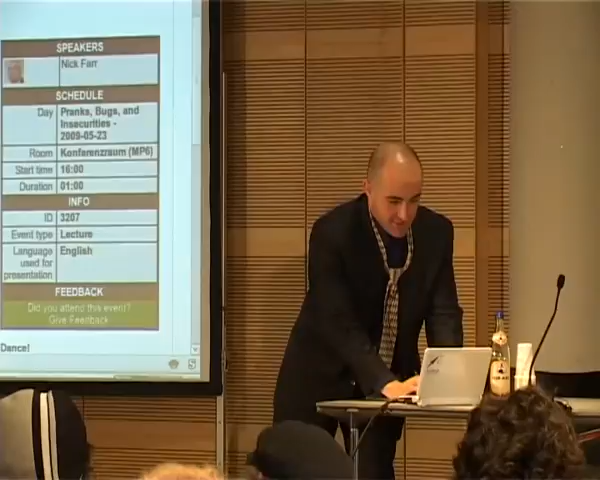 SPEAKERS
Nick Farr
SCHEDULE
Day Pranks, Bugs, and
Insecurities -
2009-05-23
Room Konferenzraum (MP6)
Start time 16:00
Duration 01:00
INFO
ID 3207
Event type Lecture
Language English
used for
presentation
FEEDBACK
Did you attend this event?
Give Feedback
Dance!